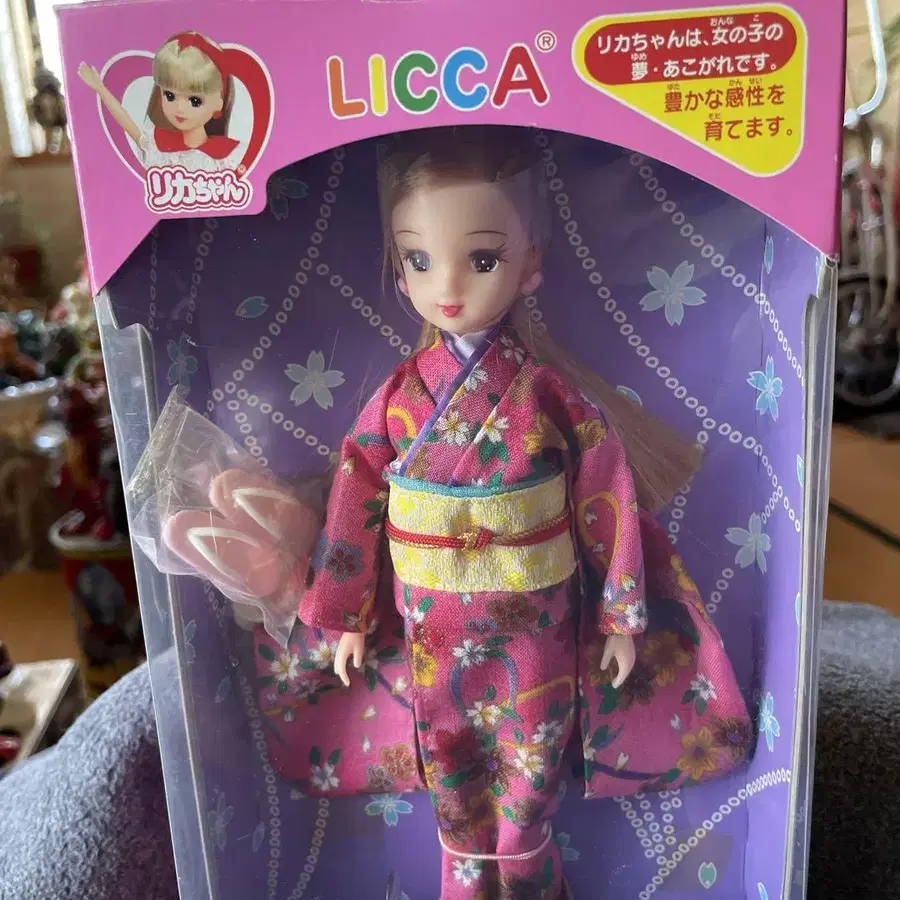 リカちゃん®
LICCA®
リカちゃんは、女の子の
夢・あこがれです。
豊かな感性を
育てます。